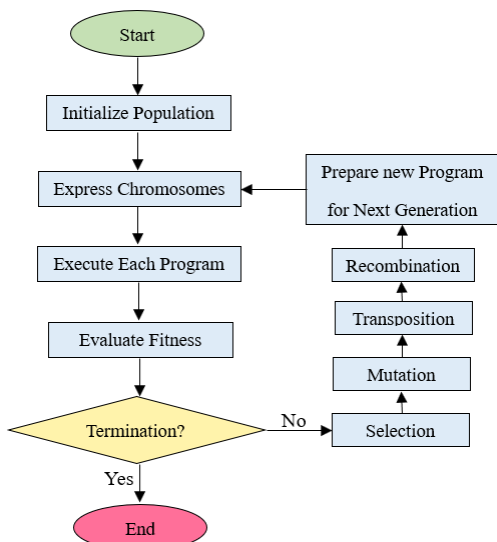 Start
Initialize Population
Express Chromosomes
Execute Each Program
Evaluate Fitness
Termination?
Yes
End
No
Selection
Mutation
Transposition
Recombination
Prepare new Program
for Next Generation